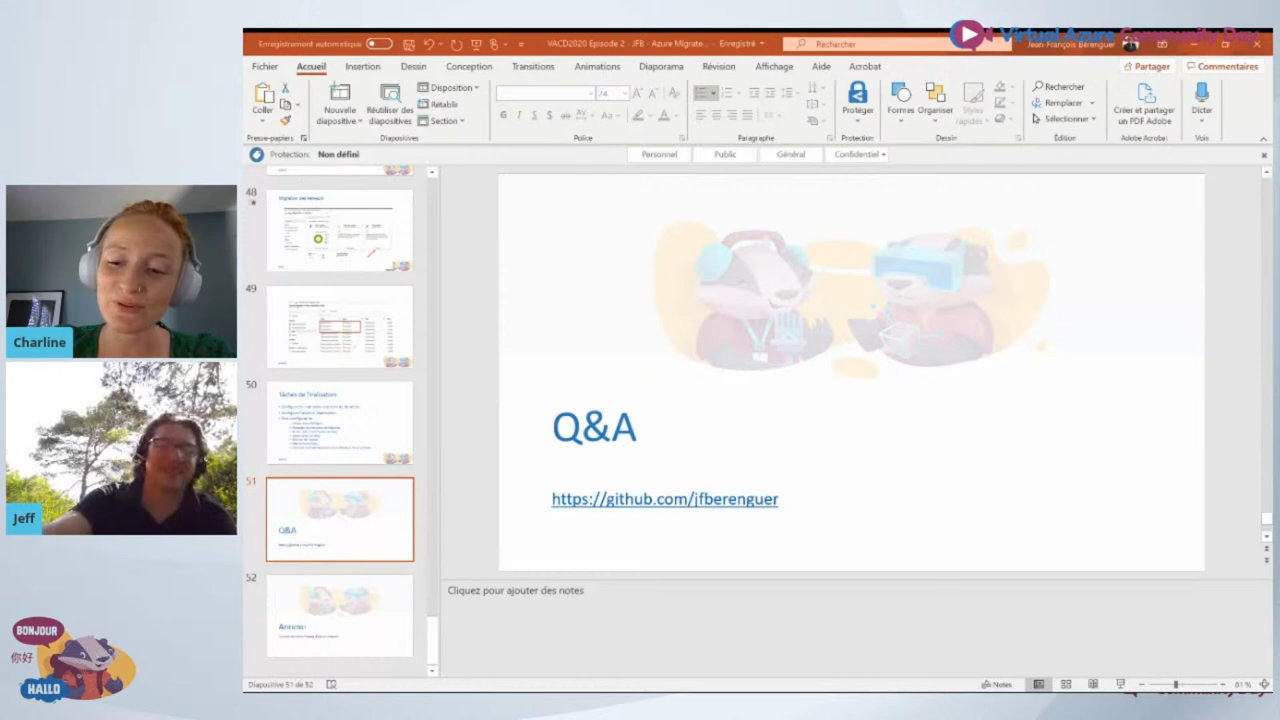 Virtual Azure Community Day
Enregistrement automatique
VACD2020 Episode 2 - JFB - Azure Migrate... - Enregistré
Rechercher
Jean François Bérenguer
Fichier
Accueil
Insertion
Dessin
Conception
Transitions
Animations
Diaporama
Révision
Affichage
Aide
Acrobat
Partager
Commentaires
Coller
Nouvelle
diapositive
Réutiliser des
diapositives
Disposition
Rétablir
Section
24
Protéger
Formes
Organiser
Styles
rapides
Rechercher
Remplacer
Sélectionner
Créer et partager
un PDF Adobe
Dicter
Presse-papiers
Diapositives
Police
Paragraphe
Protection
Dessin
Édition
Adobe Acrobat
Voix
Protection:
Non défini
Personnel
Public
Général
Confidentiel
48
49
50
Tâches de finalisation
51
Q&A
52
Annexe
Q&A
https://github.com/jfberenguer
Cliquez pour ajouter des notes
Diapositive 51 de 52
Notes
81 %
Charline
Jeff
BONJOUR
你好
HALLO